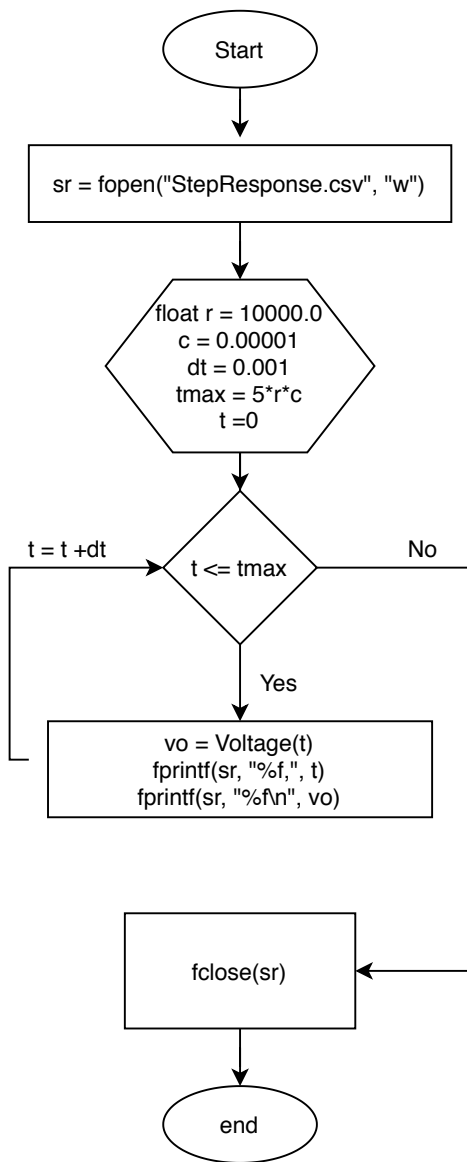 Start
sr = fopen("StepResponse.csv", "w")
float r = 10000.0
c = 0.00001
dt = 0.001
tmax = 5*r*c
t =0
t = t +dt
t <= tmax
No
Yes
vo = Voltage(t)
fprintf(sr, "%f,", t)
fprintf(sr, "%f\n", vo)
fclose(sr)
end